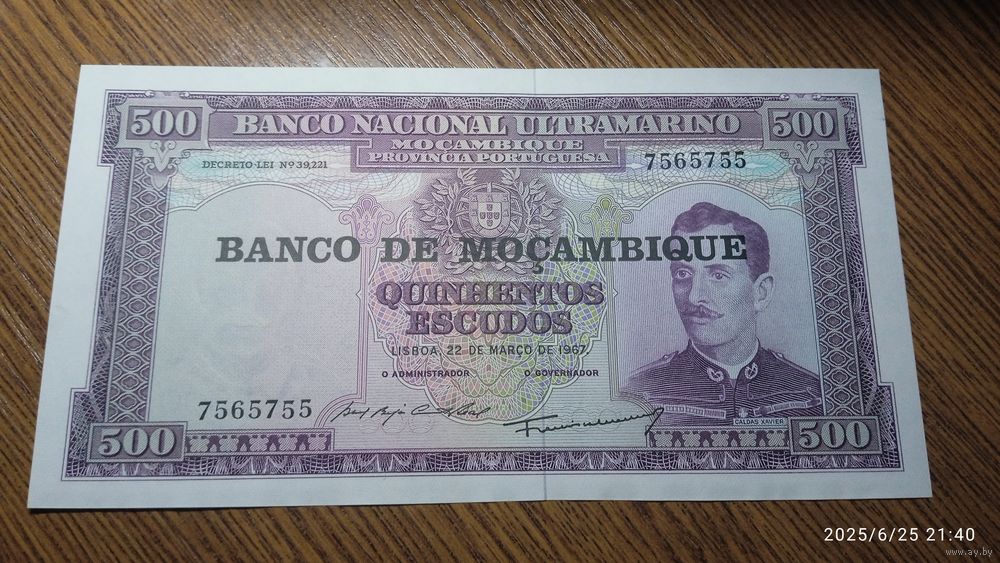 500 BANCO NACIONAL ULTRAMARINO 500
MOÇAMBIQUE
PROVINCIA PORTUGUESA
DECRETO-LEI Nº 39,221
7565755
BANCO DE MOÇAMBIQUE
QUINHENTOS
ESCUDOS
LISBOA, 22 DE MARÇO DE 1967
O ADMINISTRADOR O GOVERNADOR
7565755
CALDAS XAVIER
500 500
2025/6/25 21:40
www.ay.by